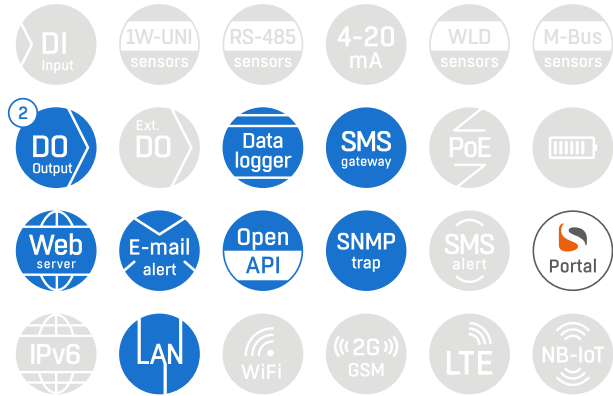 DI
Input
1W-UNI
sensors
RS-485
sensors
4-20
mA
WLD
sensors
M-Bus
sensors
2
DO
Output
Ext.
DO
Data
logger
SMS
gateway
PoE
Web
server
E-mail
alert
Open
API
SNMP
trap
SMS
alert
Portal
IPv6
LAN
WiFi
2G
GSM
LTE
NB-IoT